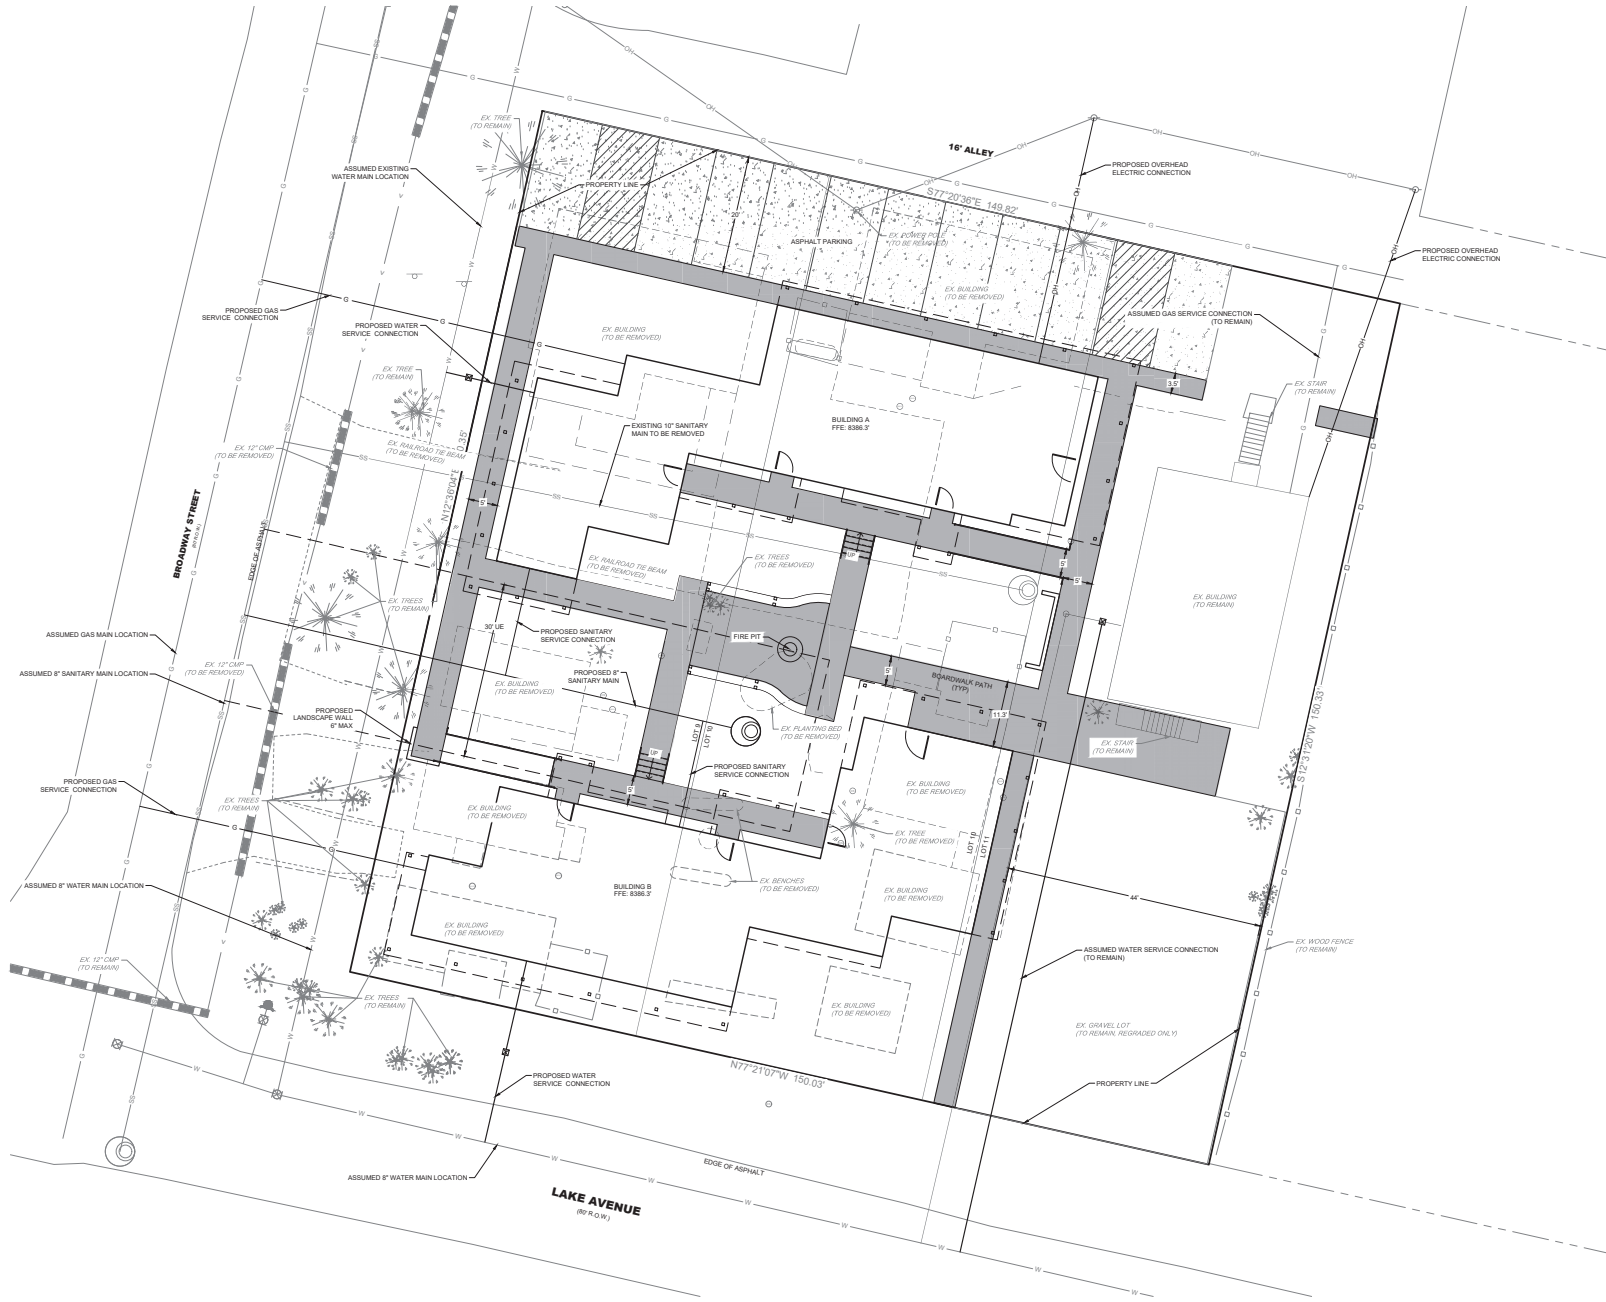 EX. TREE
(TO REMAIN)
16' ALLEY
PROPOSED OVERHEAD
ELECTRIC CONNECTION
ASSUMED EXISTING
WATER MAIN LOCATION
PROPERTY LINE
S77°20'36"E 149.82'
20'
EX. POWER POLE
(TO BE REMOVED)
ASPHALT PARKING
PROPOSED OVERHEAD
ELECTRIC CONNECTION
EX. BUILDING
(TO BE REMOVED)
PROPOSED GAS
SERVICE CONNECTION
ASSUMED GAS SERVICE CONNECTION
(TO REMAIN)
PROPOSED WATER
SERVICE CONNECTION
EX. BUILDING
(TO BE REMOVED)
EX. TREE
(TO REMAIN)
3.5'
EX. STAIR
(TO REMAIN)
BUILDING A
FFE: 8386.3'
EXISTING 10" SANITARY
MAIN TO BE REMOVED
EX. 12" CMP
(TO BE REMOVED)
EX. RAILROAD TIE BEAM
(TO BE REMOVED)
0.35'
N12°36'04"E
5'
BROADWAY STREET
EDGE OF ASPHALT
UP
EX. TREES
(TO BE REMOVED)
EX. RAILROAD TIE BEAM
(TO BE REMOVED)
5'
5'
EX. BUILDING
(TO REMAIN)
EX. TREES
(TO REMAIN)
30' UE
PROPOSED SANITARY
SERVICE CONNECTION
FIRE PIT
ASSUMED GAS MAIN LOCATION
ASSUMED 8" SANITARY MAIN LOCATION
EX. 12" CMP
(TO BE REMOVED)
PROPOSED 8"
SANITARY MAIN
EX. BUILDING
(TO BE REMOVED)
5'
BOARDWALK PATH
(TYP)
11.3'
PROPOSED
LANDSCAPE WALL
6" MAX
LOT 9
LOT 10
EX. PLANTING BED
(TO BE REMOVED)
EX. STAIR
(TO REMAIN)
S12°31'20"W 150.33'
UP
PROPOSED SANITARY
SERVICE CONNECTION
PROPOSED GAS
SERVICE CONNECTION
5'
EX. BUILDING
(TO BE REMOVED)
EX. TREES
(TO REMAIN)
EX. BUILDING
(TO BE REMOVED)
EX. TREE
(TO BE REMOVED)
LOT 10
LOT 11
ASSUMED 8" WATER MAIN LOCATION
BUILDING B
FFE: 8386.3'
EX. BENCHES
(TO BE REMOVED)
EX. BUILDING
(TO BE REMOVED)
44'
EX. BUILDING
(TO BE REMOVED)
EX. WOOD FENCE
(TO REMAIN)
ASSUMED WATER SERVICE CONNECTION
(TO REMAIN)
EX. 12" CMP
(TO REMAIN)
EX. TREES
(TO REMAIN)
EX. BUILDING
(TO BE REMOVED)
EX. GRAVEL LOT
(TO REMAIN, REGRADED ONLY)
N77°21'07"W 150.03'
PROPOSED WATER
SERVICE CONNECTION
PROPERTY LINE
EDGE OF ASPHALT
ASSUMED 8" WATER MAIN LOCATION
LAKE AVENUE
(80' R.O.W.)